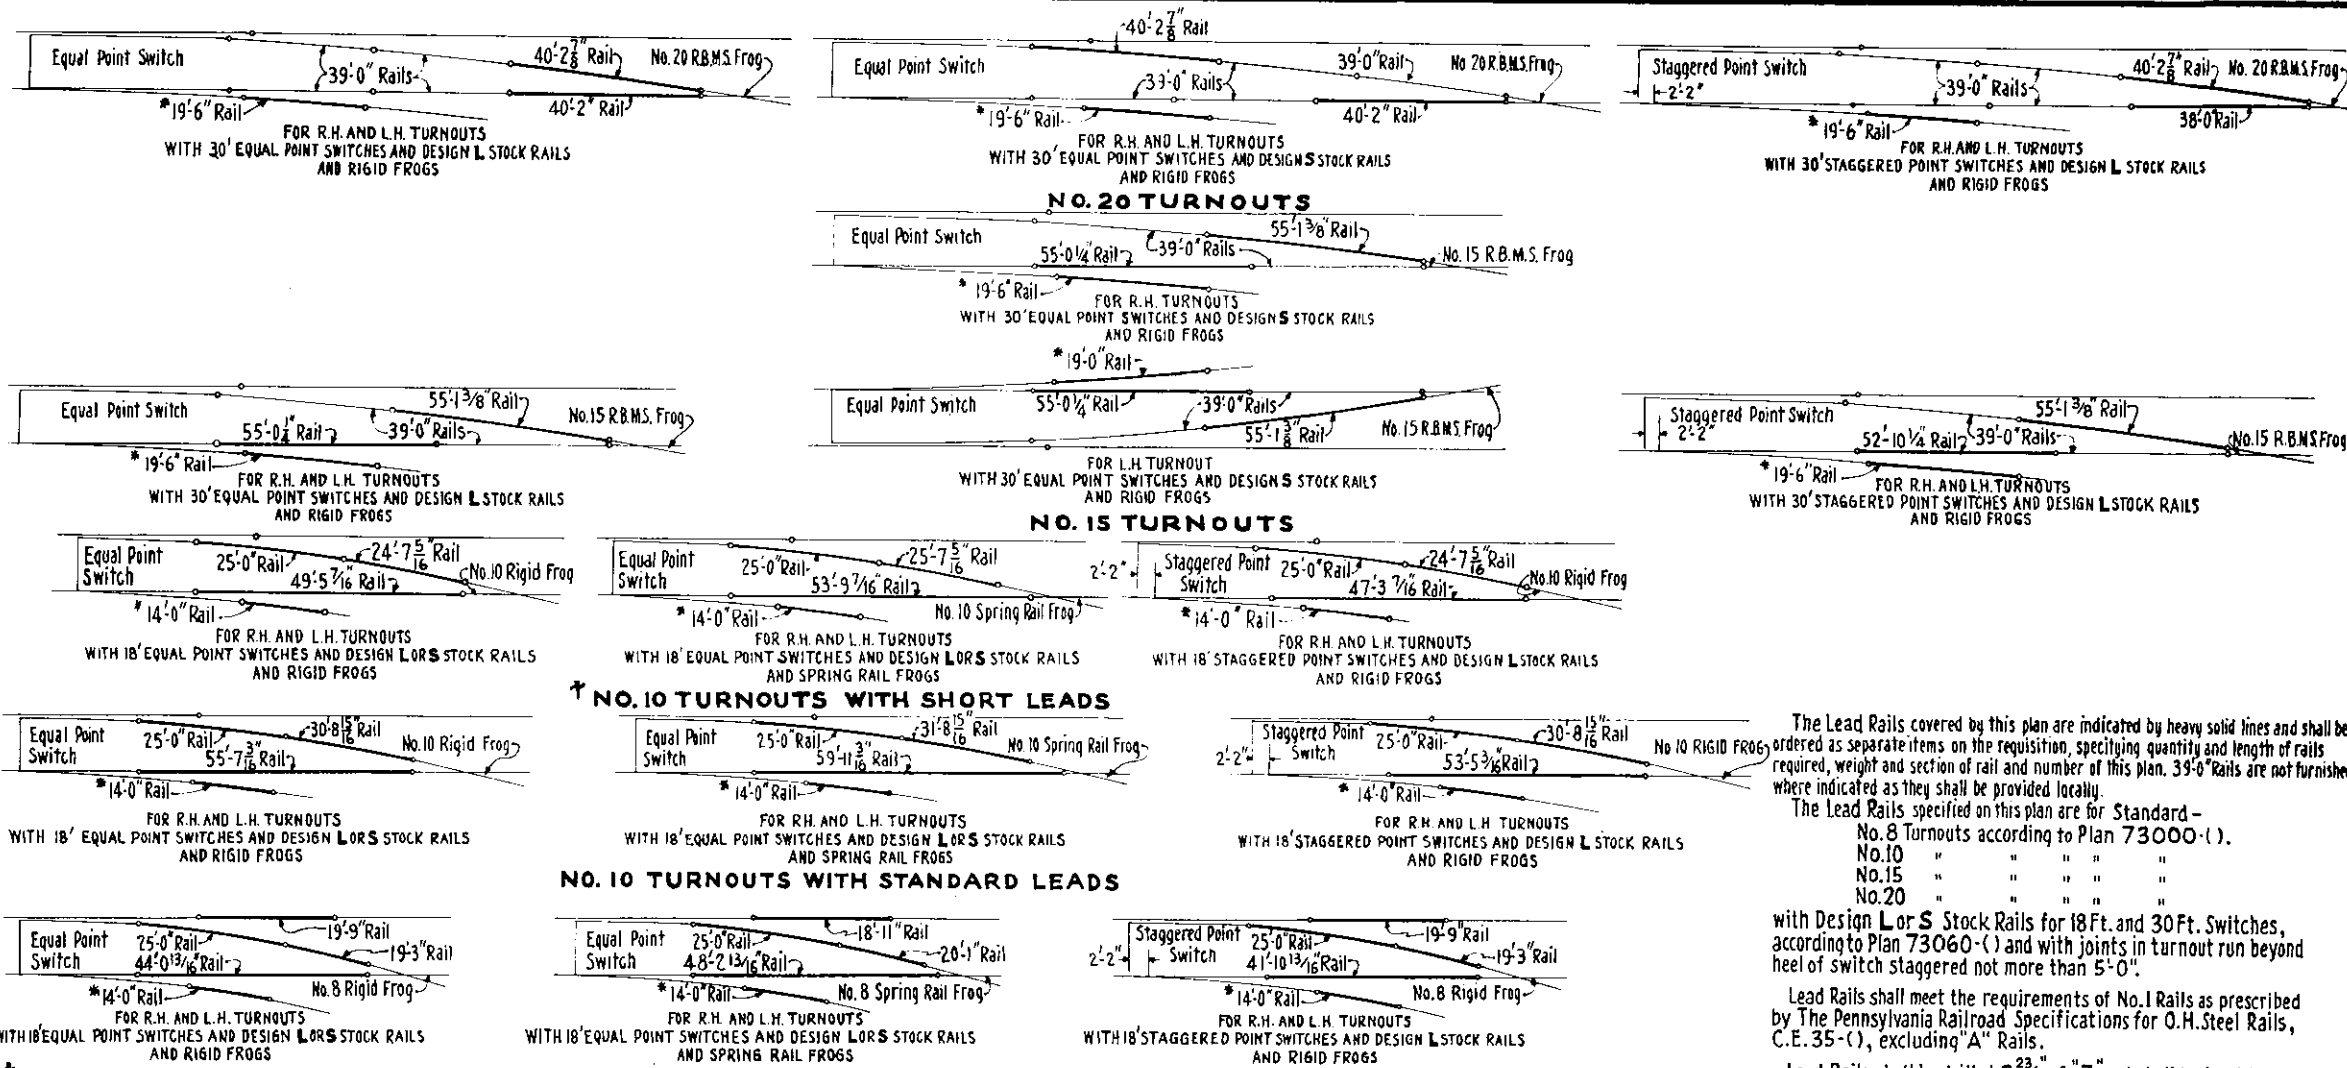 Equal Point Switch
39'-0" Rails
40'-2 7/8" Rail
No. 20 R.B.M.S. Frog
*19'-6" Rail
40'-2" Rail
FOR R.H. AND L.H. TURNOUTS
WITH 30' EQUAL POINT SWITCHES AND DESIGN L STOCK RAILS
AND RIGID FROGS
40'-2 7/8" Rail
Equal Point Switch
39'-0" Rails
39'-0" Rail
No 20 R.B.M.S. Frog
*19'-6" Rail
40'-2" Rail
FOR R.H. AND L.H. TURNOUTS
WITH 30' EQUAL POINT SWITCHES AND DESIGN S STOCK RAILS
AND RIGID FROGS
Staggered Point Switch
2'-2"
39'-0" Rails
40'-2 7/8" Rail
No. 20 R.B.M.S. Frog
*19'-6" Rail
38'-0" Rail
FOR R.H. AND L.H. TURNOUTS
WITH 30' STAGGERED POINT SWITCHES AND DESIGN L STOCK RAILS
AND RIGID FROGS
NO. 20 TURNOUTS
Equal Point Switch
55'-1 3/8" Rail
55'-0 1/4" Rail
39'-0" Rails
No. 15 R.B.M.S. Frog
* 19'-6" Rail
FOR R.H. TURNOUTS
WITH 30' EQUAL POINT SWITCHES AND DESIGN S STOCK RAILS
AND RIGID FROGS
Equal Point Switch
55'-1 3/8" Rail
55'-0 1/4" Rail
39'-0" Rails
No. 15 R.B.M.S. Frog
*19'-6" Rail
FOR R.H. AND L.H. TURNOUTS
WITH 30' EQUAL POINT SWITCHES AND DESIGN L STOCK RAILS
AND RIGID FROGS
*19'-0" Rail
Equal Point Switch
55'-0 1/4" Rail
39'-0" Rails
55'-1 3/8" Rail
No. 15 R.B.M.S. Frog
FOR L.H. TURNOUT
WITH 30' EQUAL POINT SWITCHES AND DESIGN S STOCK RAILS
AND RIGID FROGS
Staggered Point Switch
2'-2"
55'-1 3/8" Rail
52'-10 1/4" Rail
39'-0" Rails
No. 15 R.B.M.S. Frog
*19'-6" Rail
FOR R.H. AND L.H. TURNOUTS
WITH 30' STAGGERED POINT SWITCHES AND DESIGN L STOCK RAILS
AND RIGID FROGS
NO. 15 TURNOUTS
Equal Point
Switch
25'-0" Rail
24'-7 5/16" Rail
49'-5 7/16" Rail
No. 10 Rigid Frog
*14'-0" Rail
FOR R.H. AND L.H. TURNOUTS
WITH 18' EQUAL POINT SWITCHES AND DESIGN L OR S STOCK RAILS
AND RIGID FROGS
Equal Point
Switch
25'-0" Rail
25'-7 5/16" Rail
53'-9 7/16" Rail
No. 10 Spring Rail Frog
*14'-0" Rail
FOR R.H. AND L.H. TURNOUTS
WITH 18' EQUAL POINT SWITCHES AND DESIGN L OR S STOCK RAILS
AND SPRING RAIL FROGS
2'-2"
Staggered Point
Switch
25'-0" Rail
24'-7 5/16" Rail
47'-3 7/16" Rail
No. 10 Rigid Frog
*14'-0" Rail
FOR R.H. AND L.H. TURNOUTS
WITH 18' STAGGERED POINT SWITCHES AND DESIGN L STOCK RAILS
AND RIGID FROGS
† NO. 10 TURNOUTS WITH SHORT LEADS
Equal Point
Switch
25'-0" Rail
30'-8 15/16" Rail
55'-7 3/16" Rail
No. 10 Rigid Frog
*14'-0" Rail
FOR R.H. AND L.H. TURNOUTS
WITH 18' EQUAL POINT SWITCHES AND DESIGN L OR S STOCK RAILS
AND RIGID FROGS
Equal Point
Switch
25'-0" Rail
31'-8 15/16" Rail
59'-11 3/16" Rail
No. 10 Spring Rail Frog
*14'-0" Rail
FOR R.H. AND L.H. TURNOUTS
WITH 18' EQUAL POINT SWITCHES AND DESIGN L OR S STOCK RAILS
AND SPRING RAIL FROGS
2'-2"
Staggered Point
Switch
25'-0" Rail
30'-8 15/16" Rail
53'-5 3/16" Rail
No 10 RIGID FROG
*14'-0" Rail
FOR R.H. AND L.H TURNOUTS
WITH 18' STAGGERED POINT SWITCHES AND DESIGN L STOCK RAILS
AND RIGID FROGS
NO. 10 TURNOUTS WITH STANDARD LEADS
Equal Point
Switch
25'-0" Rail
19'-9" Rail
19'-3" Rail
44'-0 13/16" Rail
No. 8 Rigid Frog
*14'-0" Rail
FOR R.H. AND L.H. TURNOUTS
WITH 18' EQUAL POINT SWITCHES AND DESIGN L OR S STOCK RAILS
AND RIGID FROGS
Equal Point
Switch
25'-0" Rail
18'-11" Rail
20'-1" Rail
48'-2 13/16" Rail
No. 8 Spring Rail Frog
*14'-0" Rail
FOR R.H. AND L.H. TURNOUTS
WITH 18' EQUAL POINT SWITCHES AND DESIGN L OR S STOCK RAILS
AND SPRING RAIL FROGS
2'-2"
Staggered Point
Switch
25'-0" Rail
19'-9" Rail
19'-3" Rail
41'-10 13/16" Rail
No. 8 Rigid Frog
*14'-0" Rail
FOR R.H. AND L.H. TURNOUTS
WITH 18' STAGGERED POINT SWITCHES AND DESIGN L STOCK RAILS
AND RIGID FROGS
The Lead Rails covered by this plan are indicated by heavy solid lines and shall be
ordered as separate items on the requisition, specifying quantity and length of rails
required, weight and section of rail and number of this plan. 39'-0" Rails are not furnishe
where indicated as they shall be provided locally.
The Lead Rails specified on this plan are for Standard -
No. 8 Turnouts according to Plan 73000-( ).
No. 10 " " " " "
No. 15 " " " " "
No. 20 " " " " "
with Design L or S Stock Rails for 18 Ft. and 30 Ft. Switches,
according to Plan 73060-( ) and with joints in turnout run beyond
heel of switch staggered not more than 5'-0".
Lead Rails shall meet the requirements of No. 1 Rails as prescribed
by The Pennsylvania Railroad Specifications for O.H. Steel Rails,
C.E. 35-( ), excluding "A" Rails.